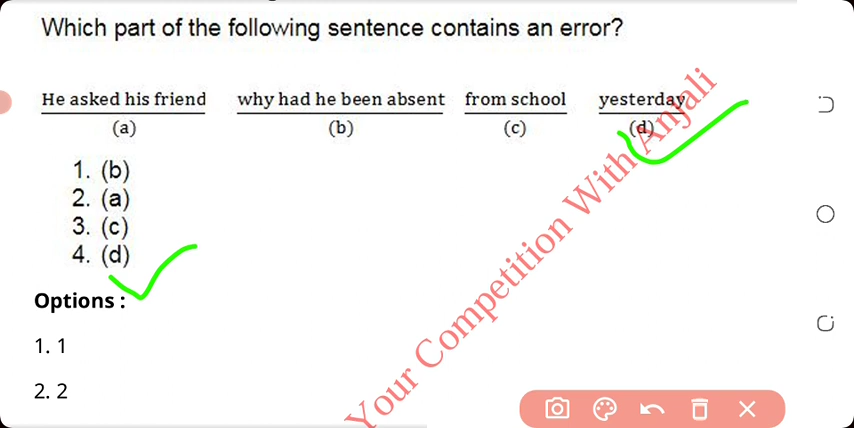 Which part of the following sentence contains an error?
He asked his friend why had he been absent from school yesterday
(a) (b) (c) (d)
1. (b)
2. (a)
3. (c)
4. (d)
Options :
1. 1
2. 2
Your Competition With Anjali